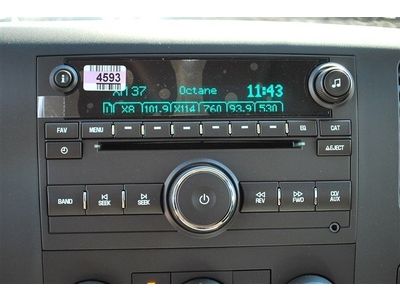 4593
XM 37 Octane 11:43
X8 101.9 X114 760 93.9 530
FAV MENU EQ CAT
EJECT
BAND SEEK SEEK REV FWD CD/
AUX